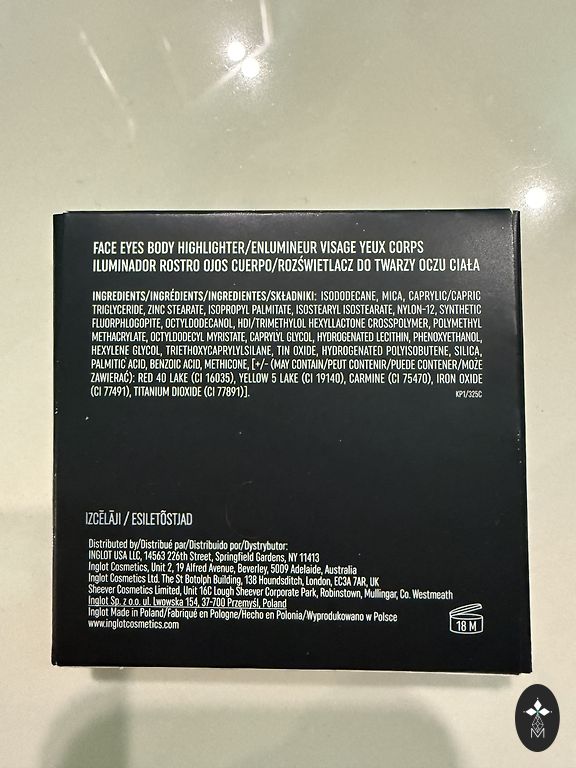 FACE EYES BODY HIGHLIGHTER/ENLUMINEUR VISAGE YEUX CORPS
ILUMINADOR ROSTRO OJOS CUERPO/ROZŚWIETLACZ DO TWARZY OCZU CIAŁA
INGREDIENTS/INGRÉDIENTS/INGREDIENTES/SKŁADNIKI: ISODODECANE, MICA, CAPRYLIC/CAPRIC
TRIGLYCERIDE, ZINC STEARATE, ISOPROPYL PALMITATE, ISOSTEARYL ISOSTEARATE, NYLON-12, SYNTHETIC
FLUORPHLOGOPITE, OCTYLDODECANOL, HDI/TRIMETHYLOL HEXYLLACTONE CROSSPOLYMER, POLYMETHYL
METHACRYLATE, OCTYLDODECYL MYRISTATE, CAPRYLYL GLYCOL, HYDROGENATED LECITHIN, PHENOXYETHANOL,
HEXYLENE GLYCOL, TRIETHOXYCAPRYLYLSILANE, TIN OXIDE, HYDROGENATED POLYISOBUTENE, SILICA,
PALMITIC ACID, BENZOIC ACID, METHICONE, [+/- (MAY CONTAIN/PEUT CONTENIR/PUEDE CONTENER/MOŻE
ZAWIERAĆ): RED 40 LAKE (CI 16035), YELLOW 5 LAKE (CI 19140), CARMINE (CI 75470), IRON OXIDE
(CI 77491), TITANIUM DIOXIDE (CI 77891)].
KP1/325C
IZCĒLĀJI / ESILETÕSTJAD
Distributed by/Distribué par/Distribuido por/Dystrybutor:
INGLOT USA LLC, 14563 226th Street, Springfield Gardens, NY 11413
Inglot Cosmetics, Unit 2, 19 Alfred Avenue, Beverley, 5009 Adelaide, Australia
Inglot Cosmetics Ltd. The St Botolph Building, 138 Houndsditch, London, EC3A 7AR, UK
Sheever Cosmetics Limited, Unit 16C Lough Sheever Corporate Park, Robinstown, Mullingar, Co. Westmeath
Inglot Sp. z o.o. ul. Lwowska 154, 37-700 Przemyśl, Poland
Inglot Made in Poland/Fabriqué en Pologne/Hecho en Polonia/Wyprodukowano w Polsce
www.inglotcosmetics.com
18 M
M